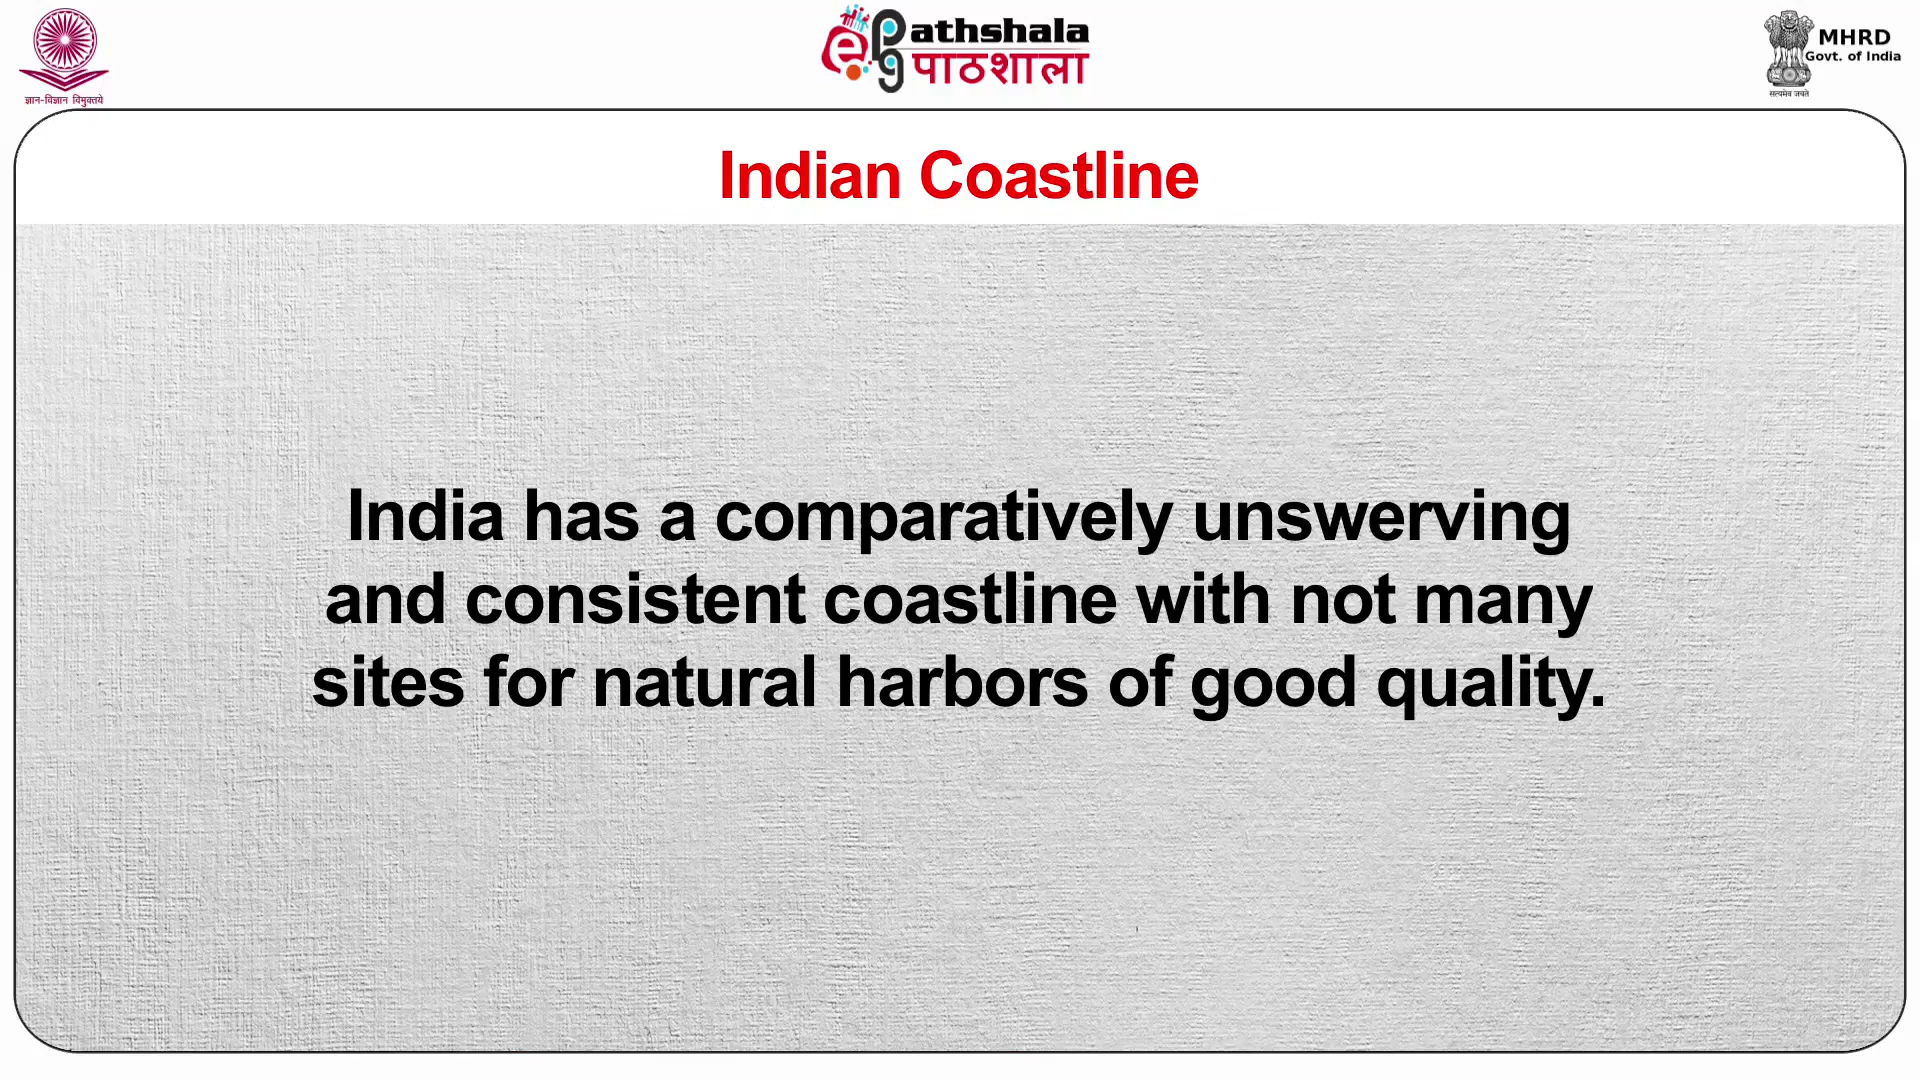 ज्ञान-विज्ञान विमुक्तये
ePathshala
पाठशाला
MHRD
Govt. of India
सत्यमेव जयते
Indian Coastline
India has a comparatively unswerving
and consistent coastline with not many
sites for natural harbors of good quality.